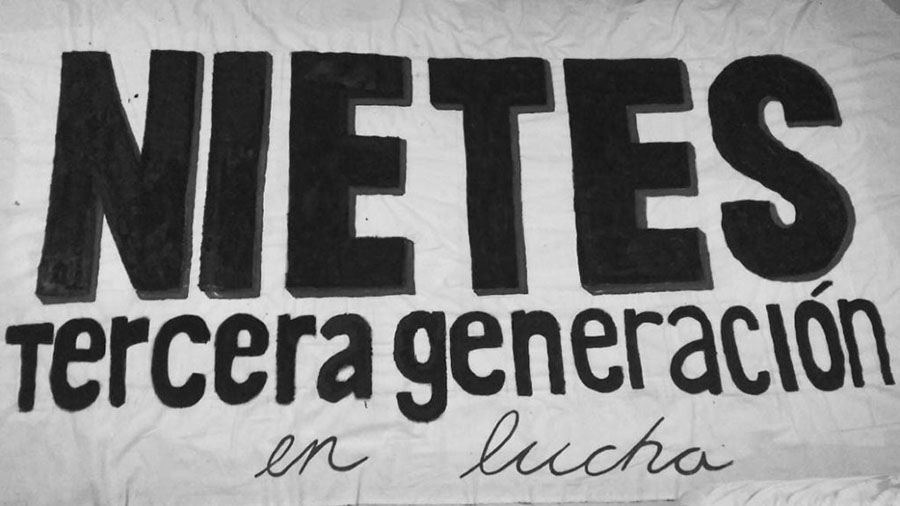 NIETES
Tercera generación
en lucha